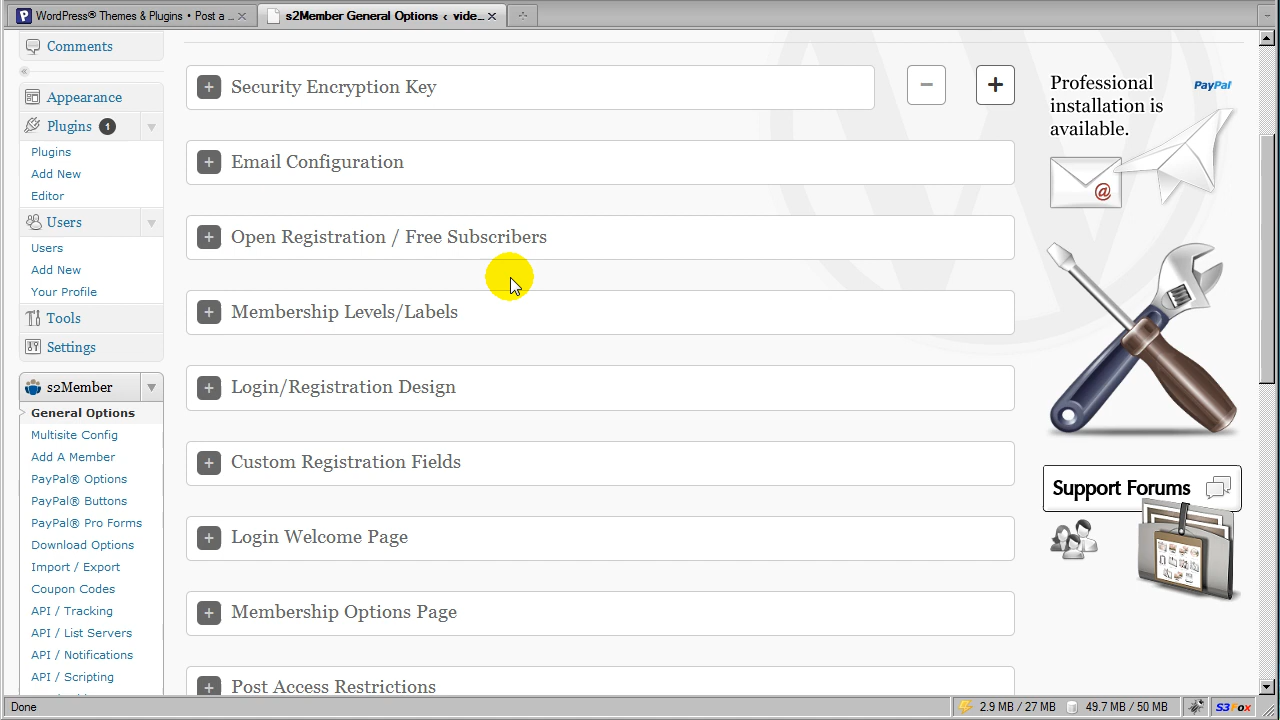 WordPress® Themes & Plugins • Post a ...
s2Member General Options ‹ vide...
Comments
Appearance
Plugins 1
Plugins
Add New
Editor
Users
Users
Add New
Your Profile
Tools
Settings
s2Member
General Options
Multisite Config
Add A Member
PayPal® Options
PayPal® Buttons
PayPal® Pro Forms
Download Options
Import / Export
Coupon Codes
API / Tracking
API / List Servers
API / Notifications
API / Scripting
Security Encryption Key
Email Configuration
Open Registration / Free Subscribers
Membership Levels/Labels
Login/Registration Design
Custom Registration Fields
Login Welcome Page
Membership Options Page
Post Access Restrictions
Professional
installation is
available.
PayPal
Support Forums
Done
2.9 MB / 27 MB
49.7 MB / 50 MB
S3Fox